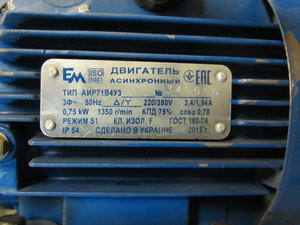 ЕМ ISO 9001 ДВИГАТЕЛЬ АСИНХРОННЫЙ ЕАС
ТИП АИР71В4У3 №
3~ 50Hz Δ/Y 220/380V 3,4/1,94A
0,75 kW 1350 r/min КПД 75% cosφ 0,78
РЕЖИМ S1 КЛ. ИЗОЛ. F ГОСТ 183-74
IP 54 СДЕЛАНО В УКРАИНЕ 2015 г.